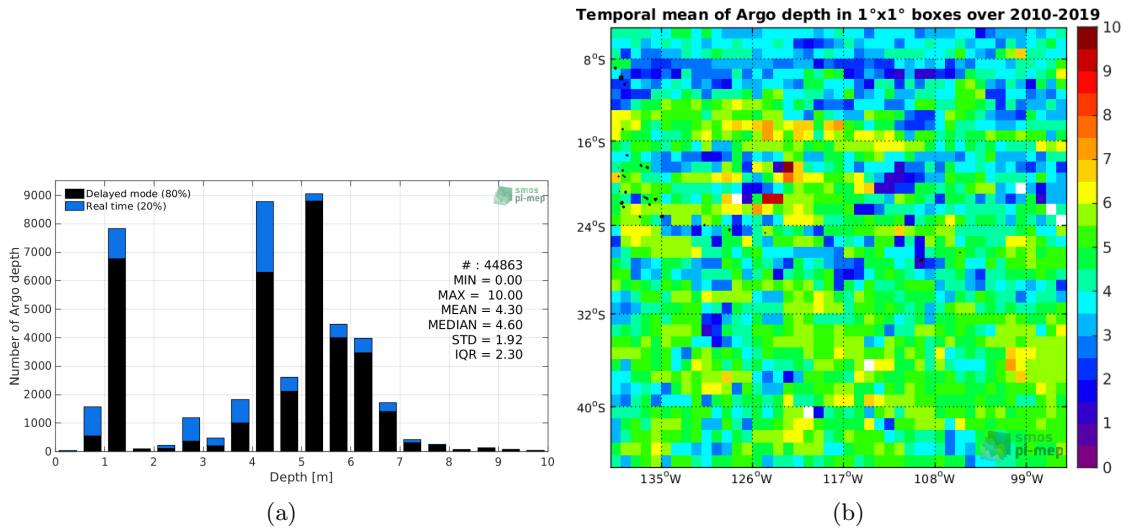 Number of Argo depth
9000
8000
7000
6000
5000
4000
3000
2000
1000
0
Delayed mode (80%)
Real time (20%)
smos
pi-mep
# : 44863
MIN = 0.00
MAX = 10.00
MEAN = 4.30
MEDIAN = 4.60
STD = 1.92
IQR = 2.30
0 1 2 3 4 5 6 7 8 9 10
Depth [m]
(a)
Temporal mean of Argo depth in 1°x1° boxes over 2010-2019
8°S
16°S
24°S
32°S
40°S
135°W 126°W 117°W 108°W 99°W
smos
pi-mep
10
9
8
7
6
5
4
3
2
1
0
(b)